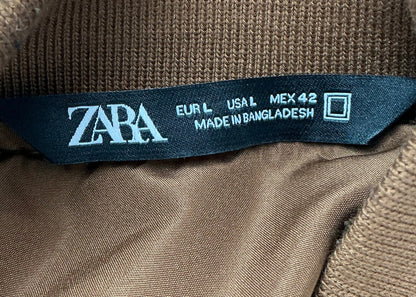 ZARA
EUR L USA L MEX 42
MADE IN BANGLADESH